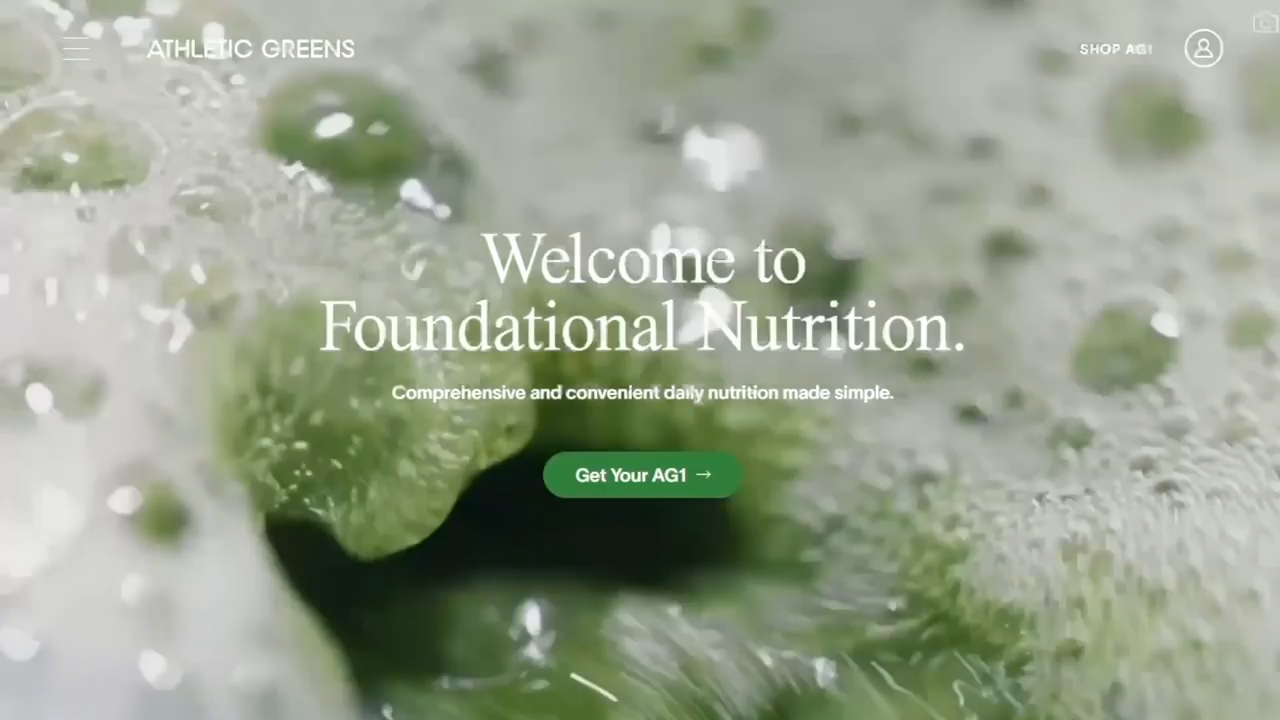 ATHLETIC GREENS
SHOP AG1
Welcome to
Foundational Nutrition.
Comprehensive and convenient daily nutrition made simple.
Get Your AG1 →